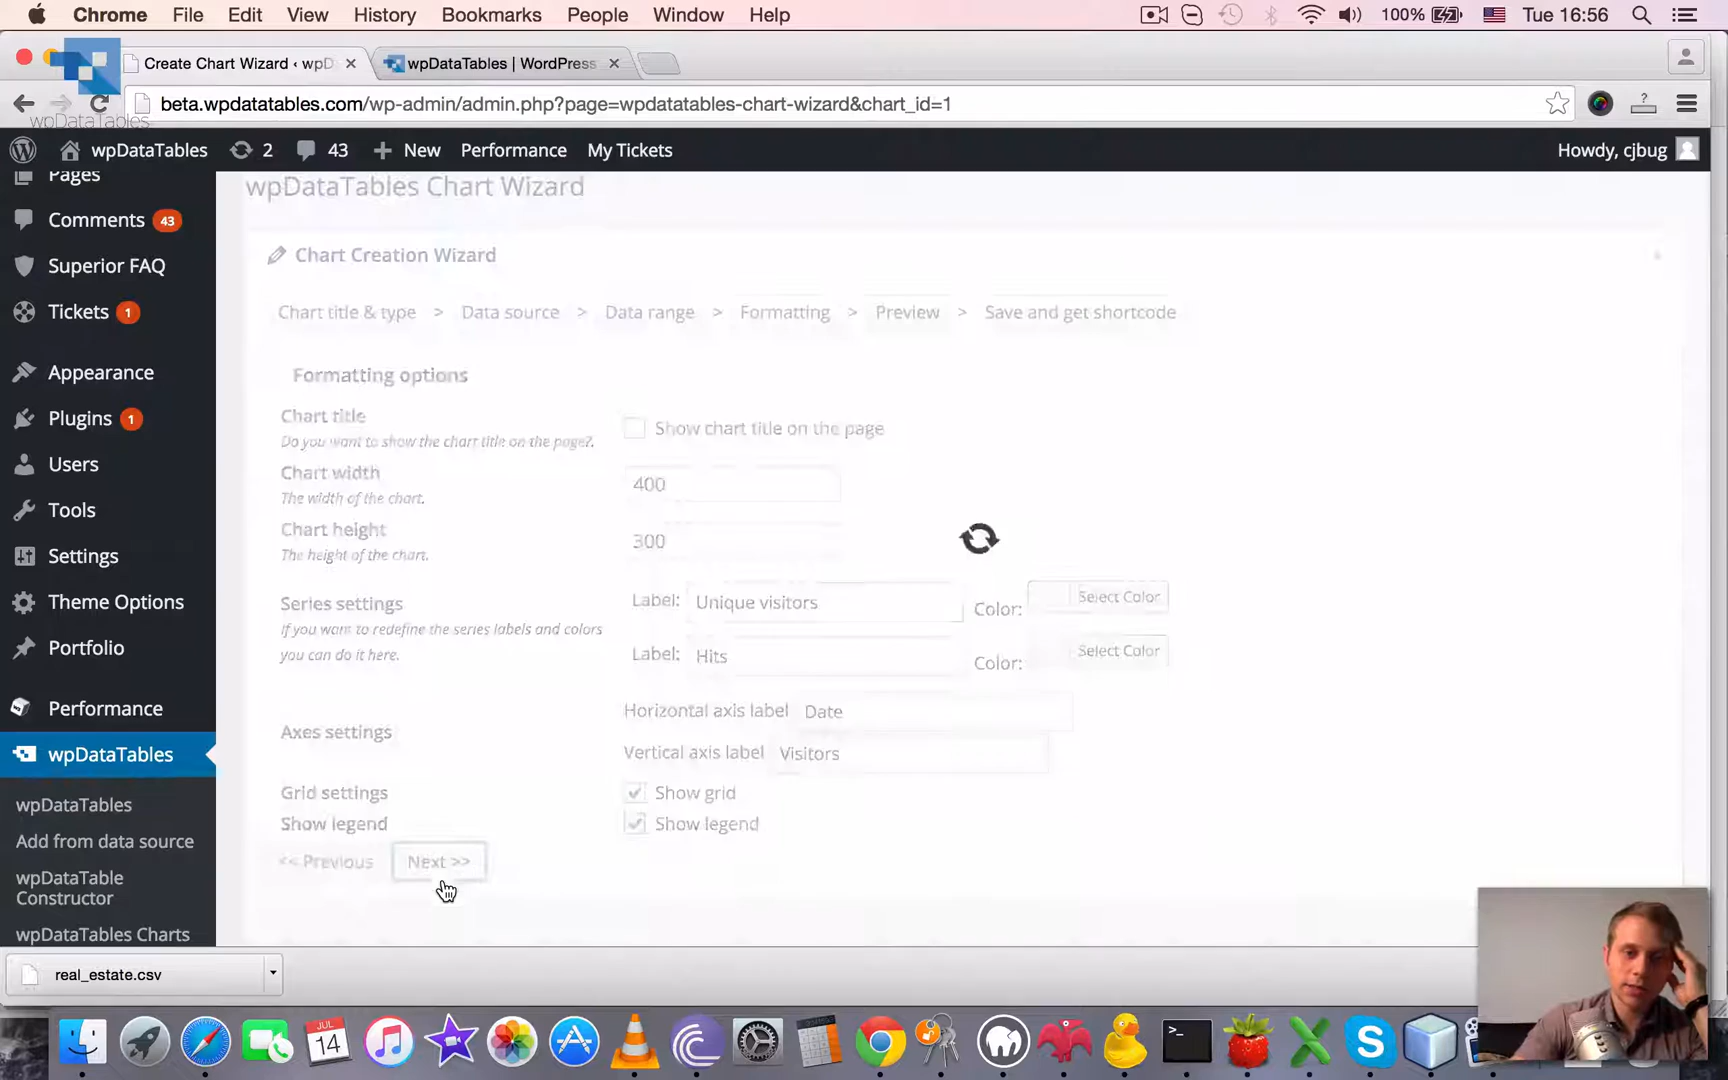 Chrome File Edit View History Bookmarks People Window Help 100% Tue 16:56
Create Chart Wizard ‹ wpD
wpDataTables | WordPress
beta.wpdatatables.com/wp-admin/admin.php?page=wpdatatables-chart-wizard&chart_id=1
wpDataTables
wpDataTables 2 43 New Performance My Tickets Howdy, cjbug
Pages
Comments 43
Superior FAQ
Tickets 1
Appearance
Plugins 1
Users
Tools
Settings
Theme Options
Portfolio
Performance
wpDataTables
wpDataTables
Add from data source
wpDataTable
Constructor
wpDataTables Charts
wpDataTables Chart Wizard
Chart Creation Wizard
Chart title & type > Data source > Data range > Formatting > Preview > Save and get shortcode
Formatting options
Chart title
Do you want to show the chart title on the page?.
Show chart title on the page
Chart width
The width of the chart.
400
Chart height
The height of the chart.
300
Series settings
If you want to redefine the series labels and colors
you can do it here.
Label: Unique visitors Color: Select Color
Label: Hits Color: Select Color
Axes settings
Horizontal axis label Date
Vertical axis label Visitors
Grid settings Show grid
Show legend Show legend
<< Previous Next >>
real_estate.csv
JUL
14